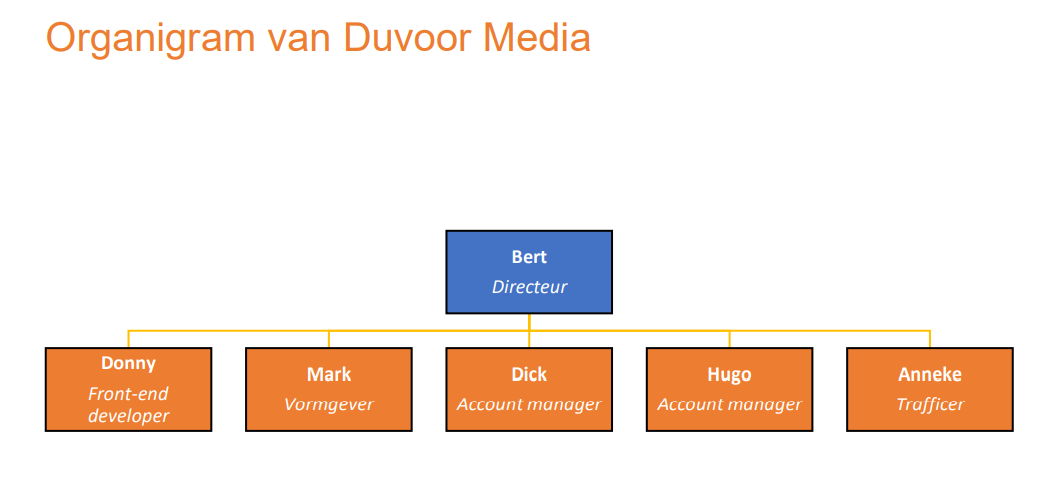 Organigram van Duvoor Media
Bert
Directeur
Donny
Front-end
developer
Mark
Vormgever
Dick
Account manager
Hugo
Account manager
Anneke
Trafficer